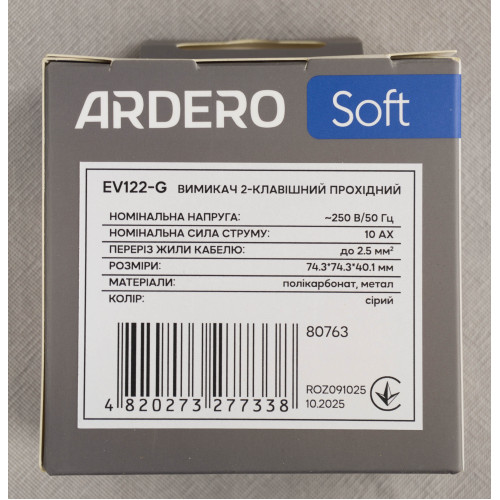 ARDERO Soft
EV122-G ВИМИКАЧ 2-КЛАВІШНИЙ ПРОХІДНИЙ
НОМІНАЛЬНА НАПРУГА: ~250 В/50 Гц
НОМІНАЛЬНА СИЛА СТРУМУ: 10 АХ
ПЕРЕРІЗ ЖИЛИ КАБЕЛЮ: до 2.5 мм²
РОЗМІРИ: 74.3*74.3*40.1 мм
МАТЕРІАЛИ: полікарбонат, метал
КОЛІР: сірий
80763
ROZ091025
10.2025
4 820273 277338